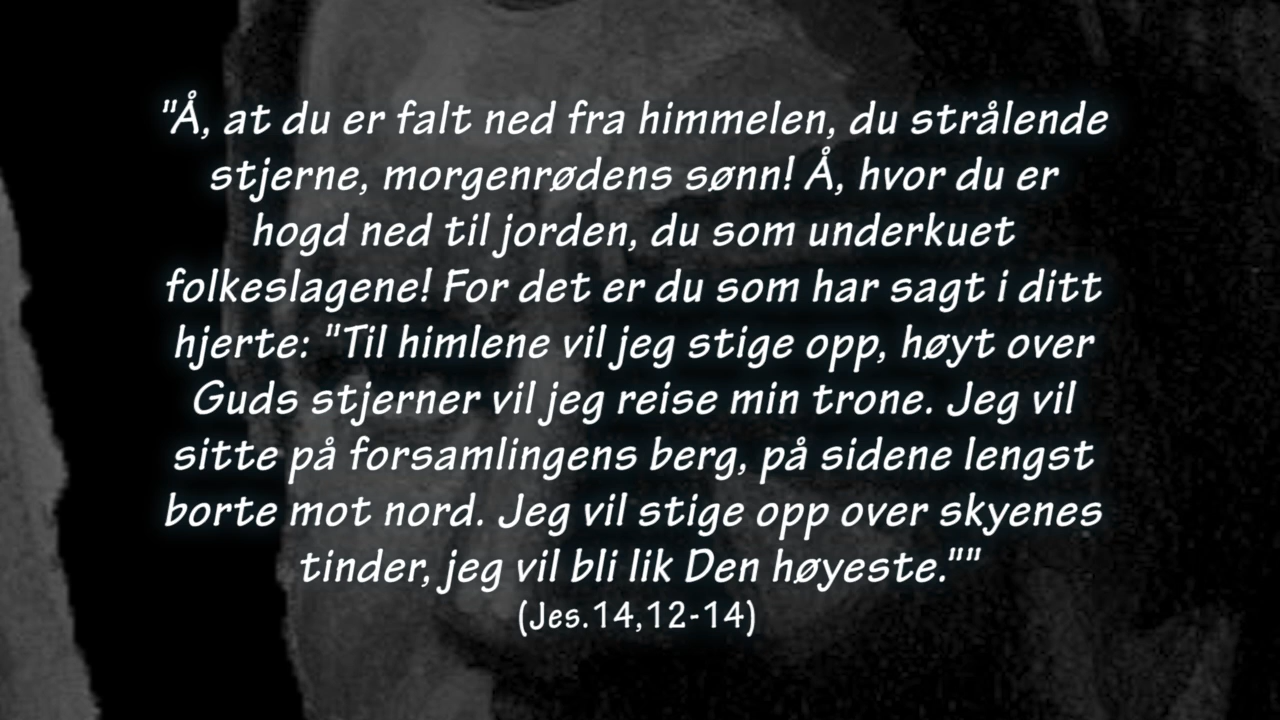 "Å, at du er falt ned fra himmelen, du strålende
stjerne, morgenrødens sønn! Å, hvor du er
hogd ned til jorden, du som underkuet
folkeslagene! For det er du som har sagt i ditt
hjerte: "Til himlene vil jeg stige opp, høyt over
Guds stjerner vil jeg reise min trone. Jeg vil
sitte på forsamlingens berg, på sidene lengst
borte mot nord. Jeg vil stige opp over skyenes
tinder, jeg vil bli lik Den høyeste.""
(Jes.14,12-14)